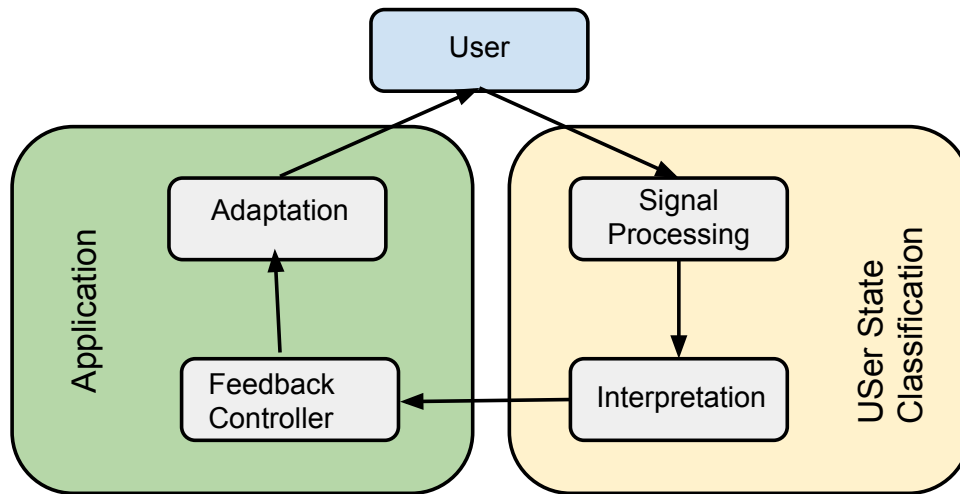 User
Adaptation
Signal
Processing
Application
Feedback
Controller
Interpretation
USer State
Classification